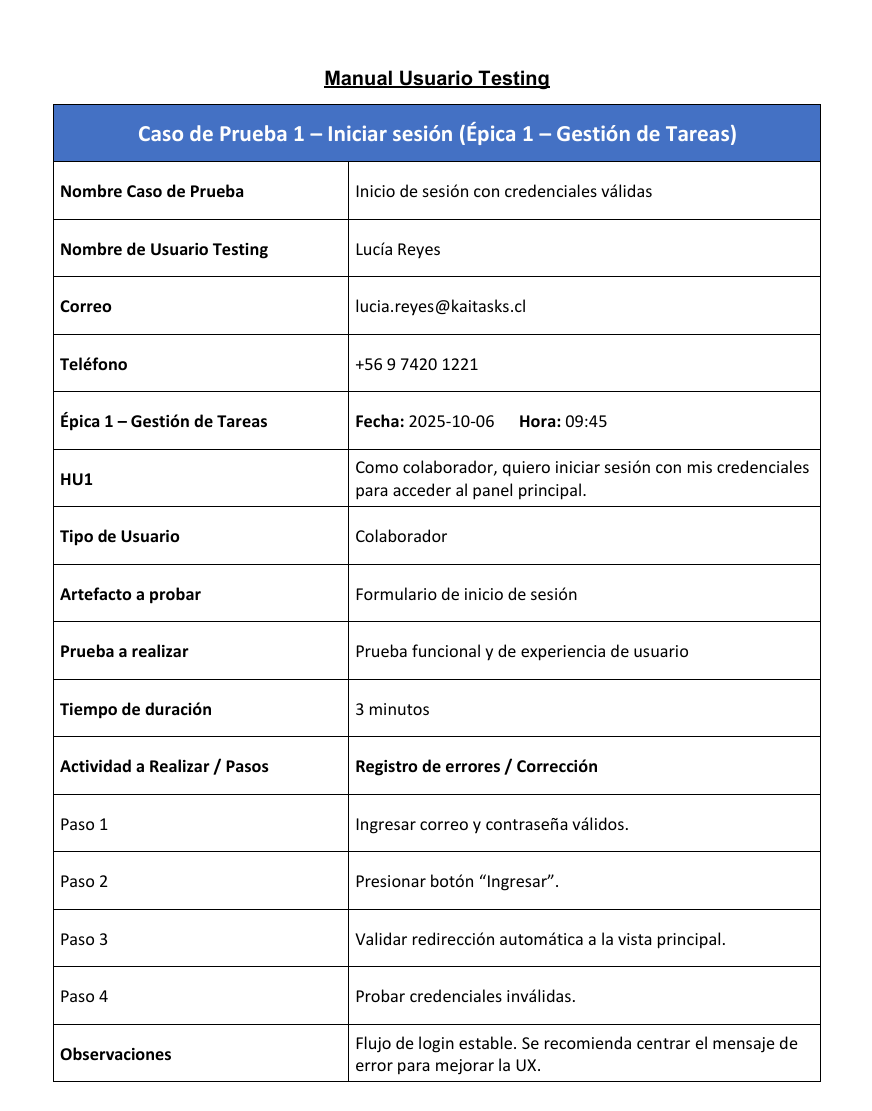 Manual Usuario Testing
Caso de Prueba 1 – Iniciar sesión (Épica 1 – Gestión de Tareas)
Nombre Caso de Prueba
Inicio de sesión con credenciales válidas
Nombre de Usuario Testing
Lucía Reyes
Correo
lucia.reyes@kaitasks.cl
Teléfono
+56 9 7420 1221
Épica 1 – Gestión de Tareas
Fecha: 2025-10-06 Hora: 09:45
HU1
Como colaborador, quiero iniciar sesión con mis credenciales
para acceder al panel principal.
Tipo de Usuario
Colaborador
Artefacto a probar
Formulario de inicio de sesión
Prueba a realizar
Prueba funcional y de experiencia de usuario
Tiempo de duración
3 minutos
Actividad a Realizar / Pasos
Registro de errores / Corrección
Paso 1
Ingresar correo y contraseña válidos.
Paso 2
Presionar botón “Ingresar”.
Paso 3
Validar redirección automática a la vista principal.
Paso 4
Probar credenciales inválidas.
Observaciones
Flujo de login estable. Se recomienda centrar el mensaje de
error para mejorar la UX.